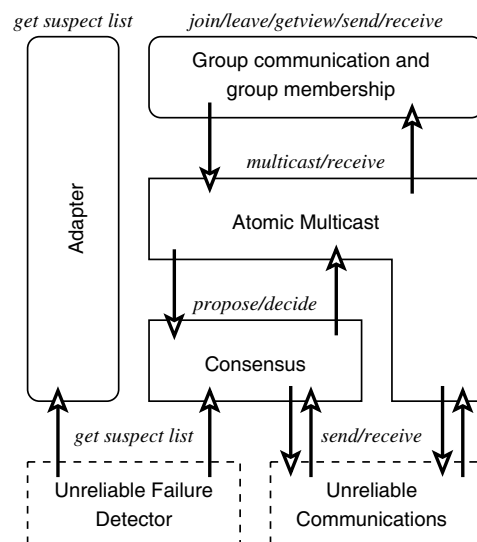 get suspect list
join/leave/getview/send/receive
Group communication and
group membership
multicast/receive
Adapter
Atomic Multicast
propose/decide
Consensus
get suspect list
send/receive
Unreliable Failure
Detector
Unreliable
Communications